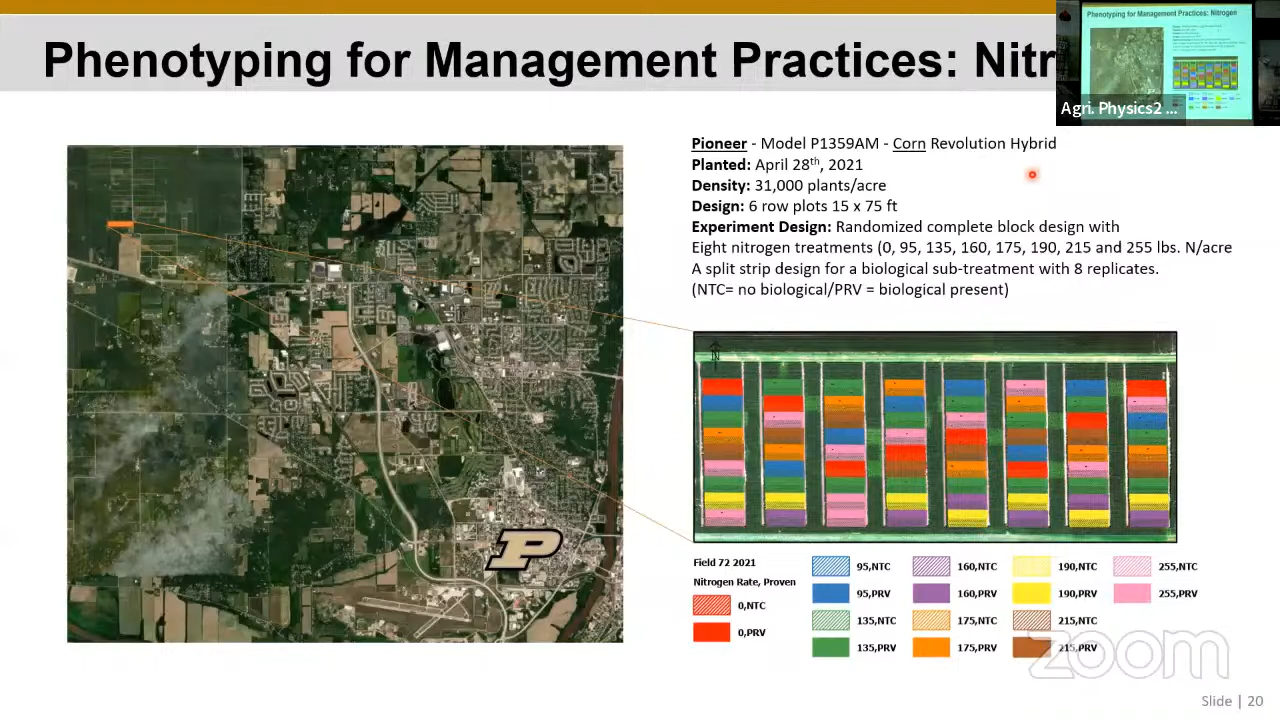 Phenotyping for Management Practices: Nitr
Phenotyping for Management Practices: Nitrogen
Agri. Physics2 ...
Pioneer - Model P1359AM - Corn Revolution Hybrid
Planted: April 28th, 2021
Density: 31,000 plants/acre
Design: 6 row plots 15 x 75 ft
Experiment Design: Randomized complete block design with
Eight nitrogen treatments (0, 95, 135, 160, 175, 190, 215 and 255 lbs. N/acre
A split strip design for a biological sub-treatment with 8 replicates.
(NTC= no biological/PRV = biological present)
N
P
Field 72 2021
Nitrogen Rate, Proven
0,NTC
0,PRV
95,NTC
95,PRV
135,NTC
135,PRV
160,NTC
160,PRV
175,NTC
175,PRV
190,NTC
190,PRV
215,NTC
215,PRV
255,NTC
255,PRV
zoom
Slide | 20